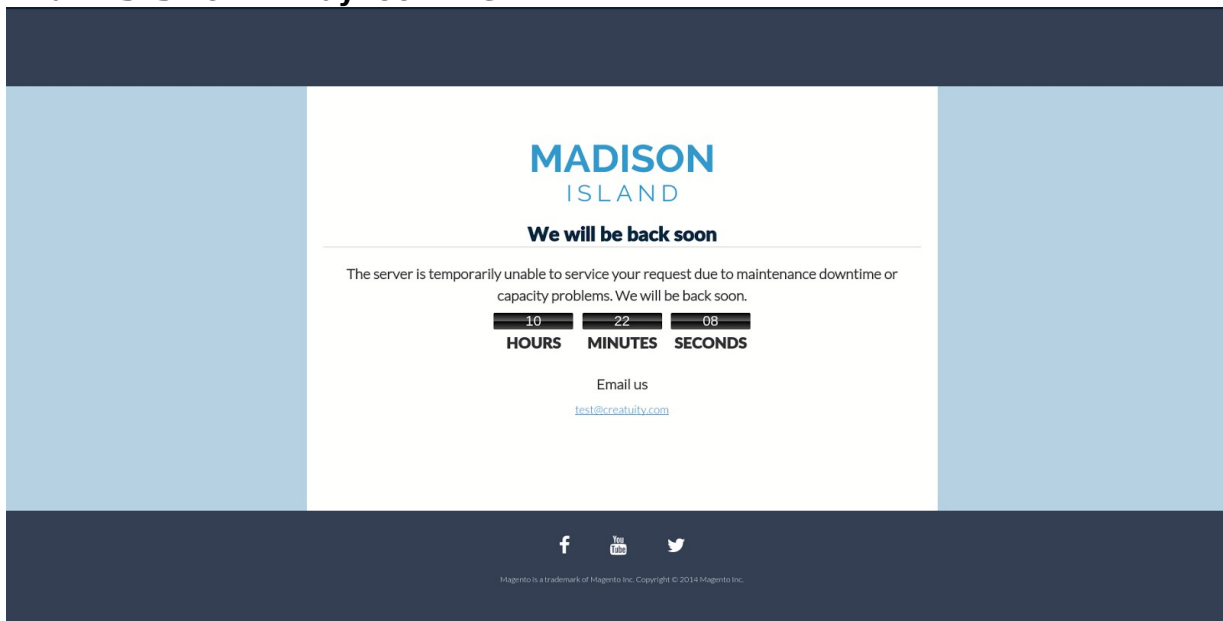 MADISON
ISLAND
We will be back soon
The server is temporarily unable to service your request due to maintenance downtime or
capacity problems. We will be back soon.
10 22 08
HOURS MINUTES SECONDS
Email us
test@creatuity.com
f You Tube
Magento is a trademark of Magento Inc. Copyright © 2014 Magento Inc.